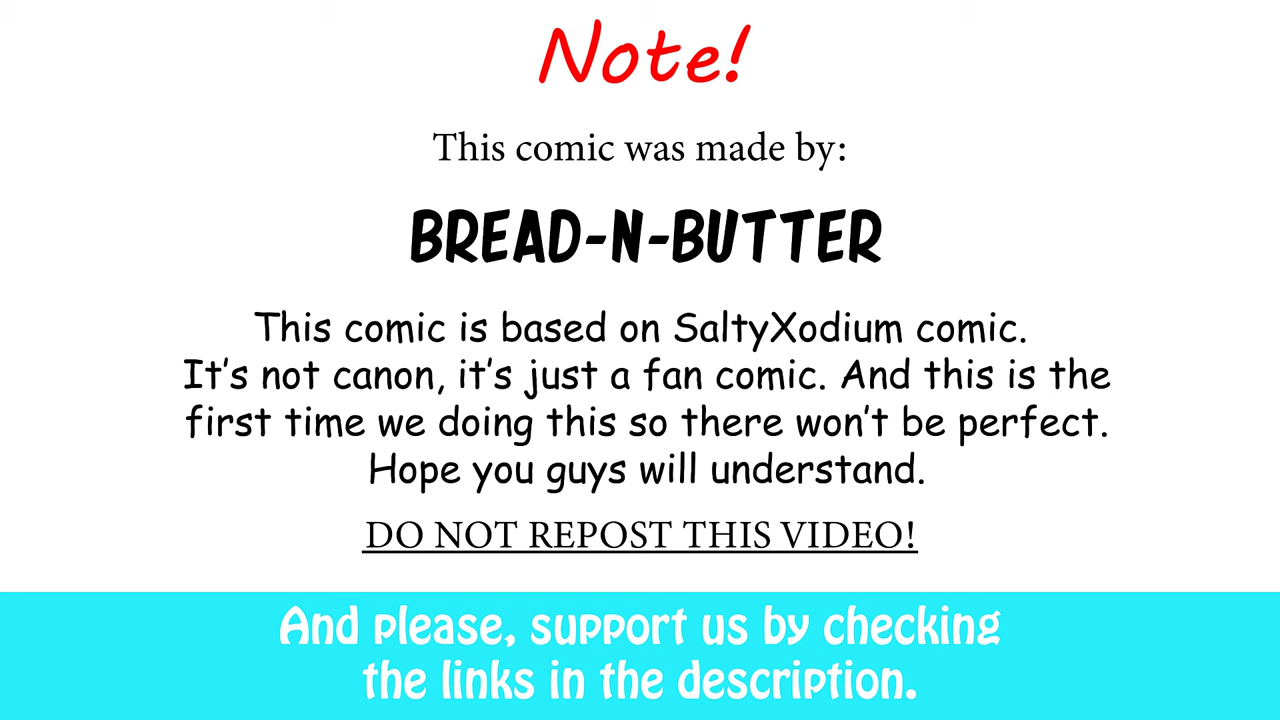 Note!
This comic was made by:
BREAD-N-BUTTER
This comic is based on SaltyXodium comic.
It's not canon, it's just a fan comic. And this is the
first time we doing this so there won't be perfect.
Hope you guys will understand.
DO NOT REPOST THIS VIDEO!
And please, support us by checking
the links in the description.